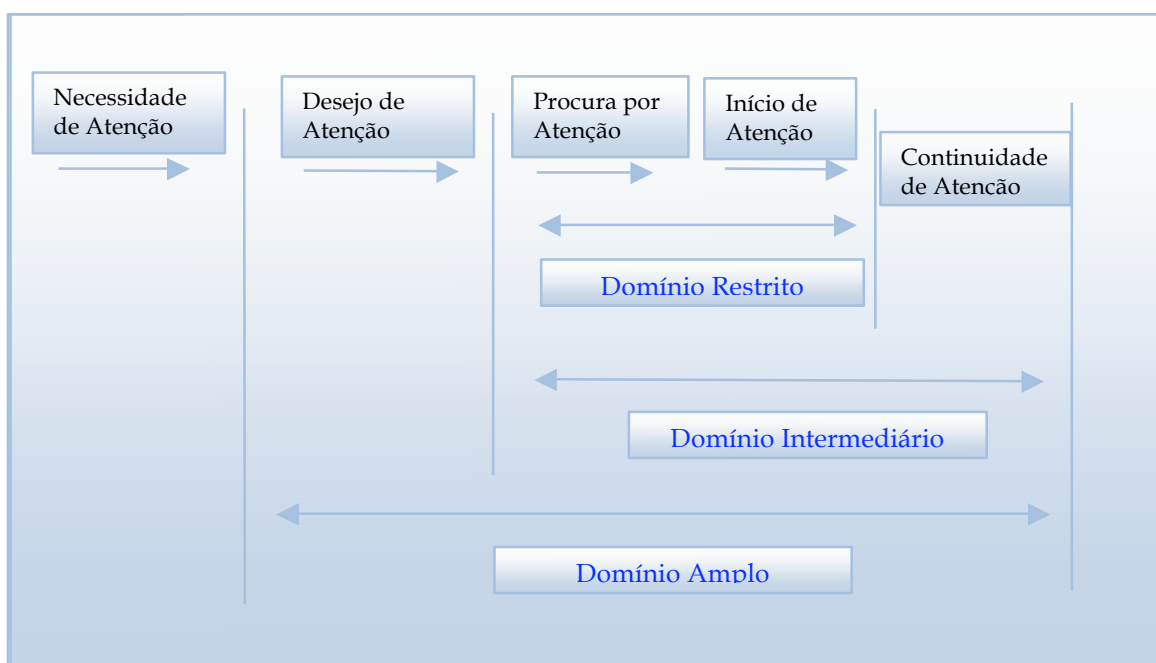 Necessidade
de Atenção
Desejo de
Atenção
Procura por
Atenção
Início de
Atenção
Continuidade
de Atencão
Domínio Restrito
Domínio Intermediário
Domínio Amplo